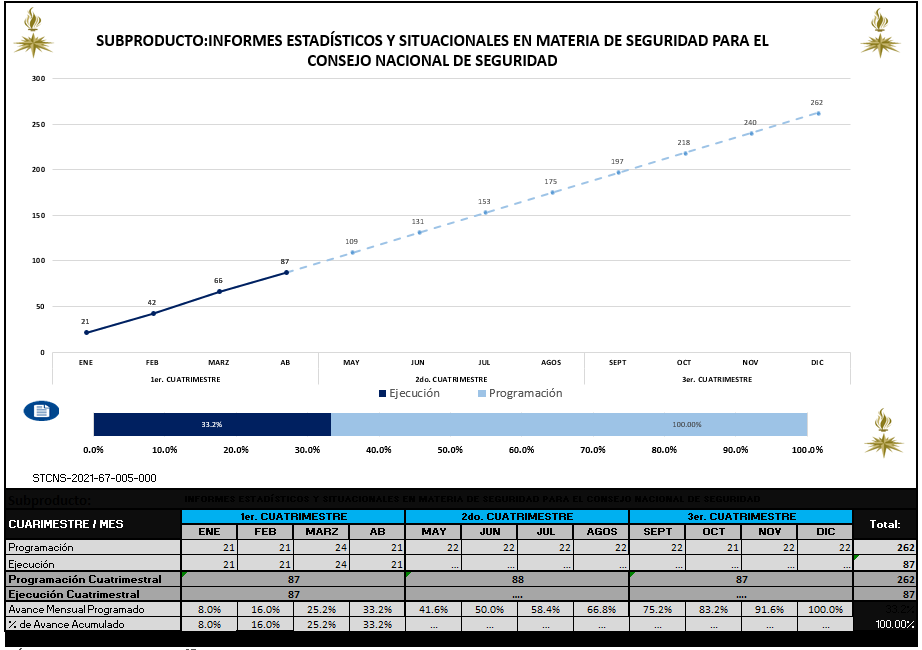 SUBPRODUCTO:INFORMES ESTADÍSTICOS Y SITUACIONALES EN MATERIA DE SEGURIDAD PARA EL
CONSEJO NACIONAL DE SEGURIDAD
300
250
200
150
100
50
0
21
42
66
87
109
131
153
175
197
218
240
262
ENE FEB MARZ AB MAY JUN JUL AGOS SEPT OCT NOV DIC
1er. CUATRIMESTRE 2do. CUATRIMESTRE 3er. CUATRIMESTRE
Ejecución Programación
33.2% 100.00%
0.0% 10.0% 20.0% 30.0% 40.0% 50.0% 60.0% 70.0% 80.0% 90.0% 100.0%
STCNS-2021-67-005-000
Subproducto: INFORMES ESTADÍSTICOS Y SITUACIONALES EN MATERIA DE SEGURIDAD PARA EL CONSEJO NACIONAL DE SEGURIDAD
CUARIMESTRE / MES 1er. CUATRIMESTRE 2do. CUATRIMESTRE 3er. CUATRIMESTRE Total:
ENE FEB MARZ AB MAY JUN JUL AGOS SEPT OCT NOV DIC
Programación 21 21 24 21 22 22 22 22 22 21 22 22 262
Ejecución 21 21 24 21 ... ... ... ... ... ... ... ... 87
Programación Cuatrimestral 87 88 87 262
Ejecución Cuatrimestral 87 .... .... 87
Avance Mensual Programado 8.0% 16.0% 25.2% 33.2% 41.6% 50.0% 58.4% 66.8% 75.2% 83.2% 91.6% 100.0% 33.2%
% de Avance Acumulado 8.0% 16.0% 25.2% 33.2% ... ... ... ... ... ... ... ... 100.00%